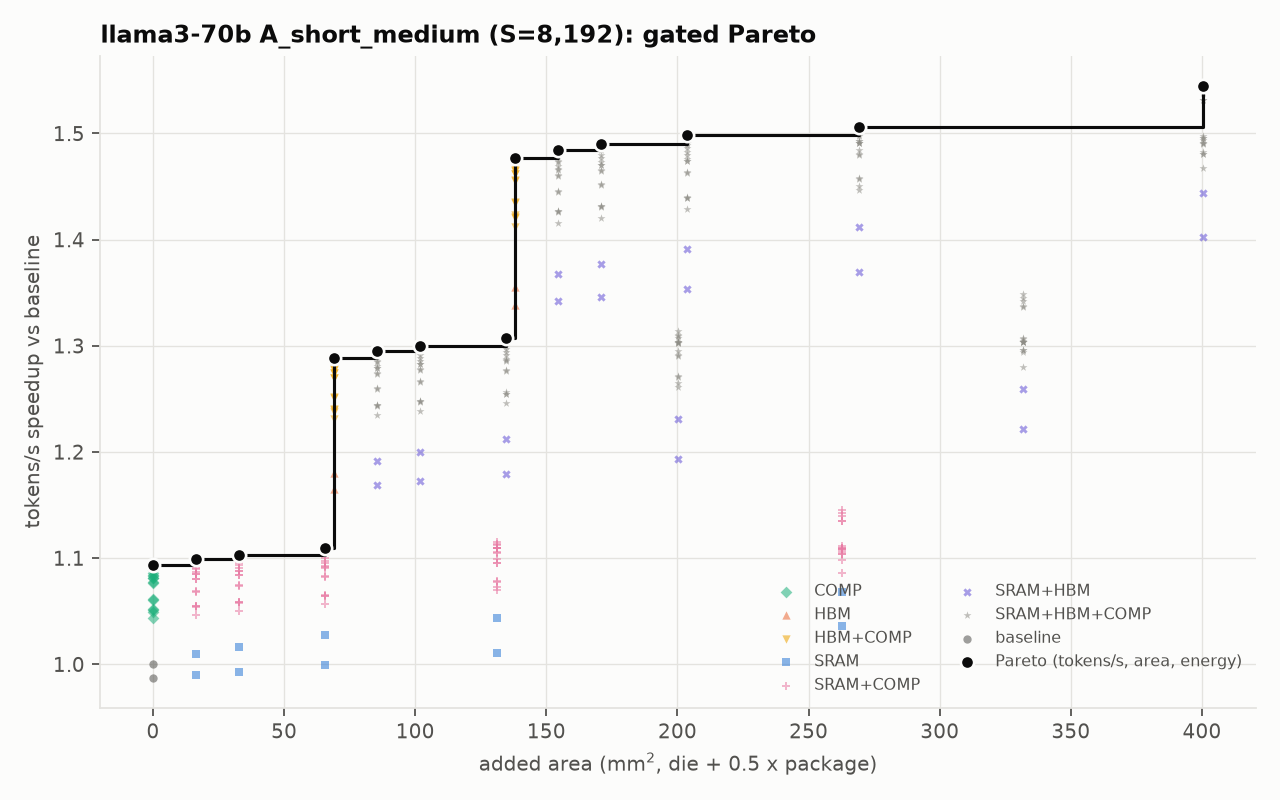 llama3-70b A_short_medium (S=8,192): gated Pareto
tokens/s speedup vs baseline
1.5
1.4
1.3
1.2
1.1
1.0
COMP
HBM
HBM+COMP
SRAM
SRAM+COMP
SRAM+HBM
SRAM+HBM+COMP
baseline
Pareto (tokens/s, area, energy)
0 50 100 150 200 250 300 350 400
added area (mm², die + 0.5 x package)